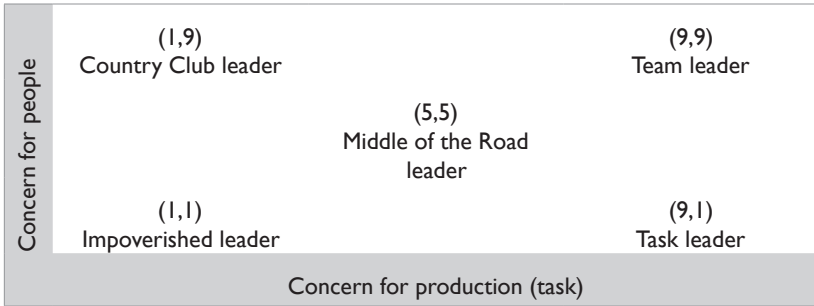 Concern for people
(1,9)
Country Club leader
(9,9)
Team leader
(5,5)
Middle of the Road
leader
(1,1)
Impoverished leader
(9,1)
Task leader
Concern for production (task)